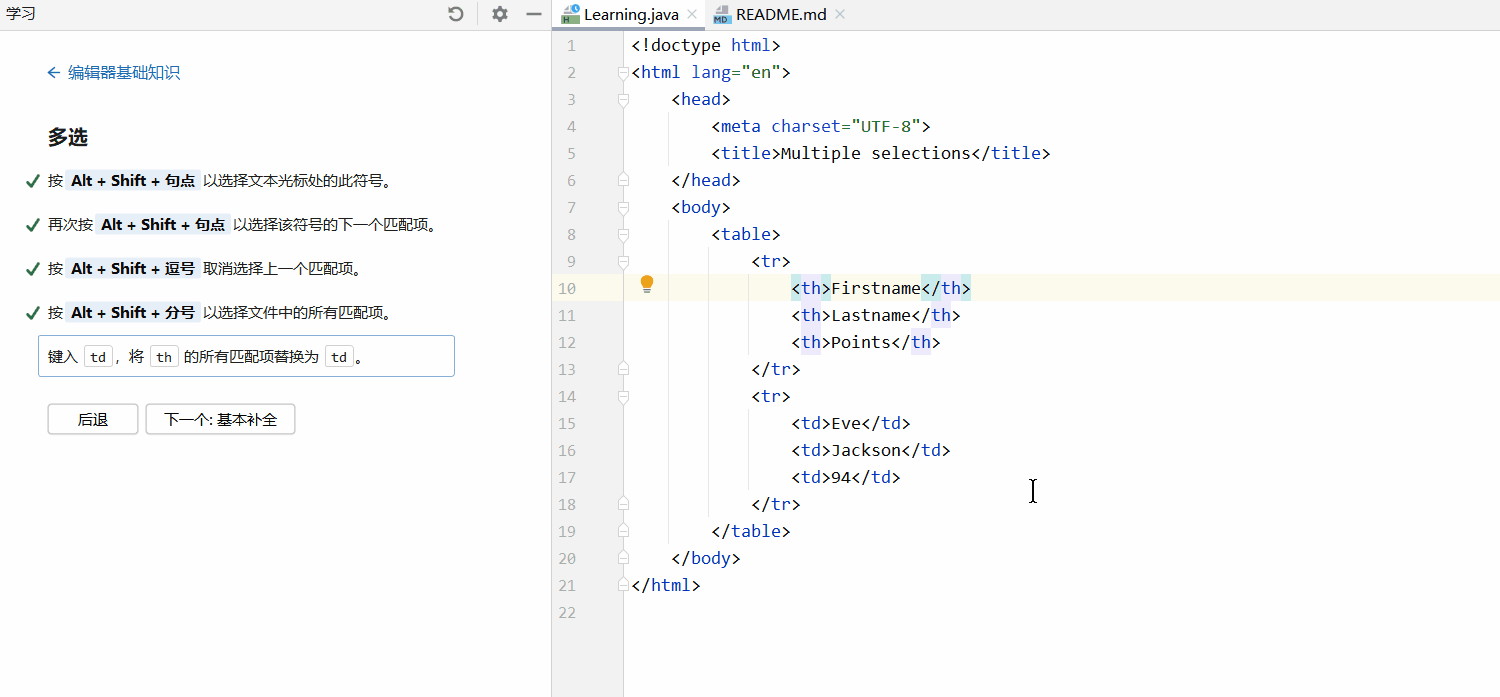 学习
← 编辑器基础知识
多选
按 Alt + Shift + 句点 以选择文本光标处的此符号。
再次按 Alt + Shift + 句点 以选择该符号的下一个匹配项。
按 Alt + Shift + 逗号 取消选择上一个匹配项。
按 Alt + Shift + 分号 以选择文件中的所有匹配项。
键入 td ，将 th 的所有匹配项替换为 td 。
后退 下一个: 基本补全
H Learning.java × MD README.md ×
1 <!doctype html>
2 <html lang="en">
3 <head>
4 <meta charset="UTF-8">
5 <title>Multiple selections</title>
6 </head>
7 <body>
8 <table>
9 <tr>
10 <th>Firstname</th>
11 <th>Lastname</th>
12 <th>Points</th>
13 </tr>
14 <tr>
15 <td>Eve</td>
16 <td>Jackson</td>
17 <td>94</td>
18 </tr>
19 </table>
20 </body>
21 </html>
22